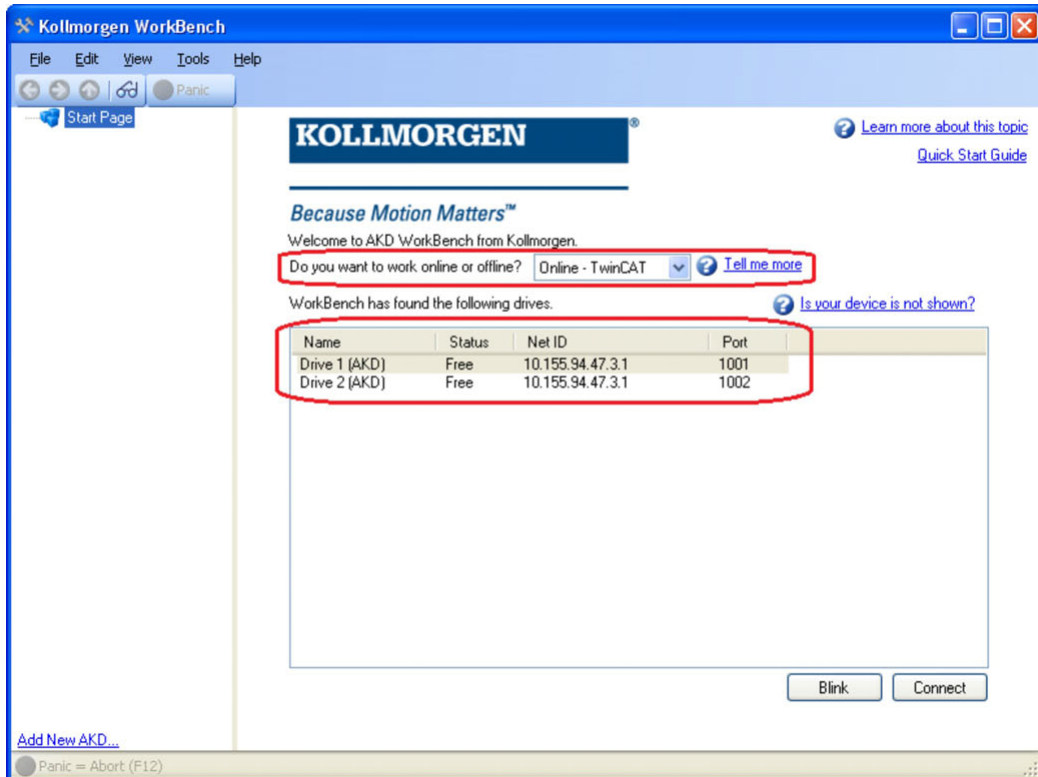 Kollmorgen WorkBench
File Edit View Tools Help
Panic
Start Page
KOLLMORGEN®
Learn more about this topic
Quick Start Guide
Because Motion Matters™
Welcome to AKD WorkBench from Kollmorgen.
Do you want to work online or offline? Online - TwinCAT Tell me more
WorkBench has found the following drives. Is your device is not shown?
Name Status Net ID Port
Drive 1 (AKD) Free 10.155.94.47.3.1 1001
Drive 2 (AKD) Free 10.155.94.47.3.1 1002
Blink Connect
Add New AKD...
Panic = Abort (F12)